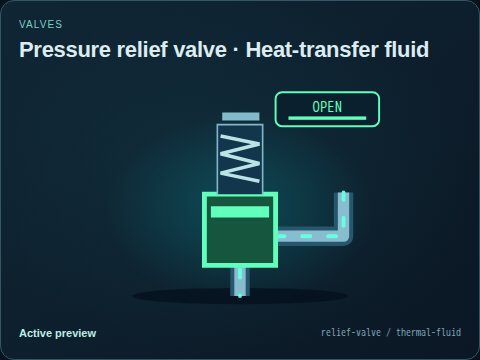 VALVES
Pressure relief valve · Heat-transfer fluid
OPEN
Active preview
relief-valve / thermal-fluid